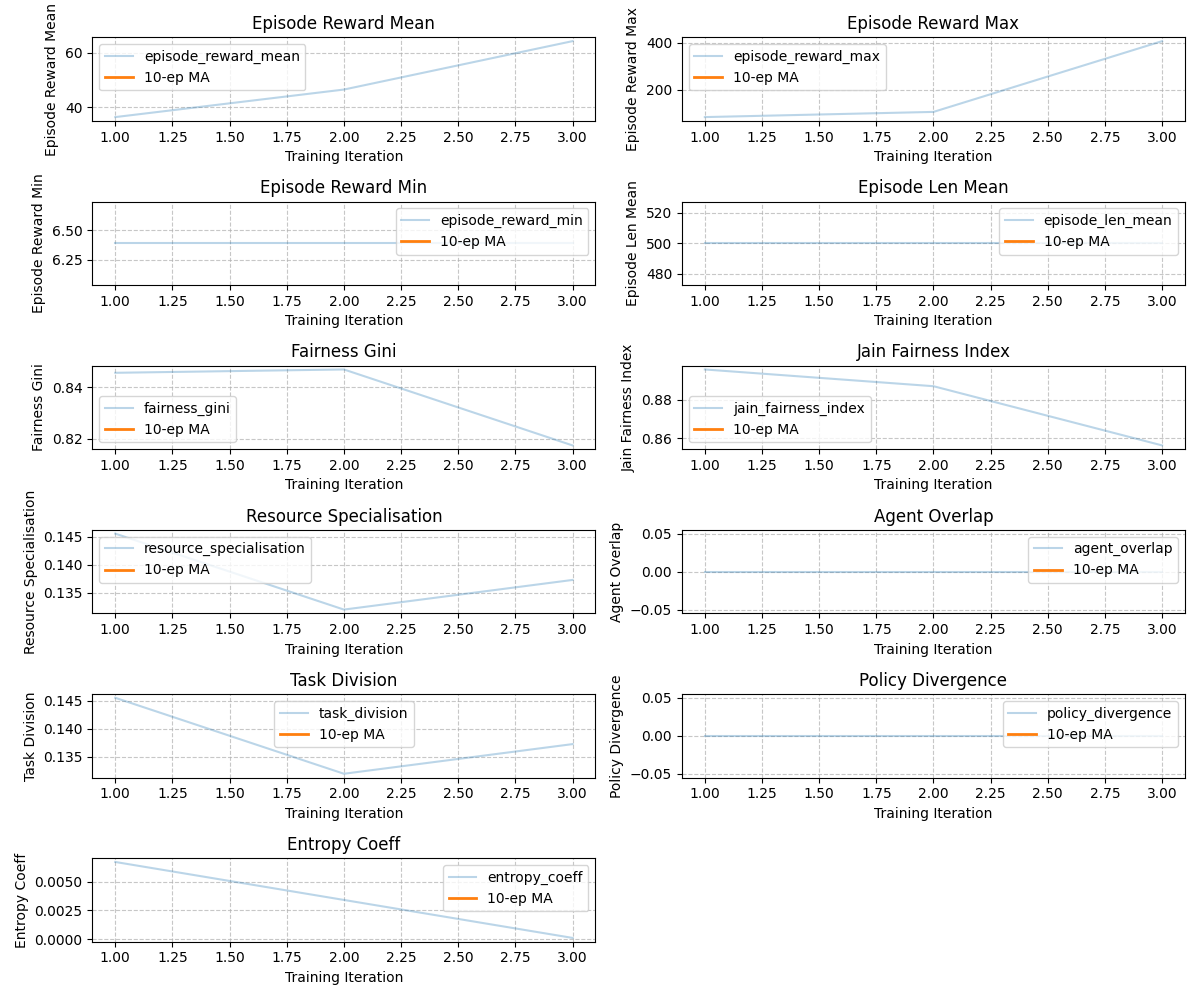 Episode Reward Mean
Episode Reward Mean
60
40
episode_reward_mean
10-ep MA
1.00 1.25 1.50 1.75 2.00 2.25 2.50 2.75 3.00
Training Iteration
Episode Reward Max
Episode Reward Max
400
200
episode_reward_max
10-ep MA
1.00 1.25 1.50 1.75 2.00 2.25 2.50 2.75 3.00
Training Iteration
Episode Reward Min
Episode Reward Min
6.50
6.25
episode_reward_min
10-ep MA
1.00 1.25 1.50 1.75 2.00 2.25 2.50 2.75 3.00
Training Iteration
Episode Len Mean
Episode Len Mean
520
500
480
episode_len_mean
10-ep MA
1.00 1.25 1.50 1.75 2.00 2.25 2.50 2.75 3.00
Training Iteration
Fairness Gini
Fairness Gini
0.84
0.82
fairness_gini
10-ep MA
1.00 1.25 1.50 1.75 2.00 2.25 2.50 2.75 3.00
Training Iteration
Jain Fairness Index
Jain Fairness Index
0.88
0.86
jain_fairness_index
10-ep MA
1.00 1.25 1.50 1.75 2.00 2.25 2.50 2.75 3.00
Training Iteration
Resource Specialisation
Resource Specialisation
0.145
0.140
0.135
resource_specialisation
10-ep MA
1.00 1.25 1.50 1.75 2.00 2.25 2.50 2.75 3.00
Training Iteration
Agent Overlap
Agent Overlap
0.05
0.00
−0.05
agent_overlap
10-ep MA
1.00 1.25 1.50 1.75 2.00 2.25 2.50 2.75 3.00
Training Iteration
Task Division
Task Division
0.145
0.140
0.135
task_division
10-ep MA
1.00 1.25 1.50 1.75 2.00 2.25 2.50 2.75 3.00
Training Iteration
Policy Divergence
Policy Divergence
0.05
0.00
−0.05
policy_divergence
10-ep MA
1.00 1.25 1.50 1.75 2.00 2.25 2.50 2.75 3.00
Training Iteration
Entropy Coeff
Entropy Coeff
0.0050
0.0025
0.0000
entropy_coeff
10-ep MA
1.00 1.25 1.50 1.75 2.00 2.25 2.50 2.75 3.00
Training Iteration